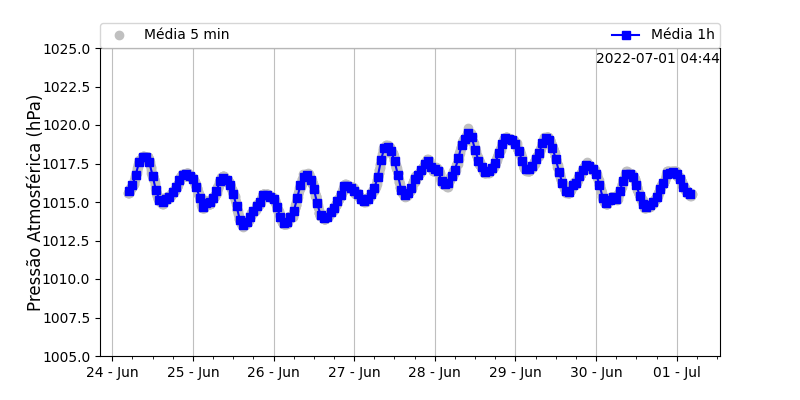 Média 5 min
Média 1h
2022-07-01 04:44
Pressão Atmosférica (hPa)
1025.0
1022.5
1020.0
1017.5
1015.0
1012.5
1010.0
1007.5
1005.0
24 - Jun 25 - Jun 26 - Jun 27 - Jun 28 - Jun 29 - Jun 30 - Jun 01 - Jul